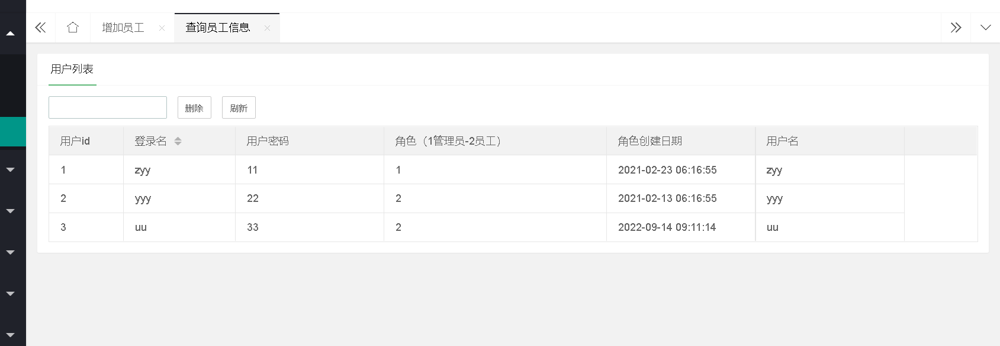 增加员工 查询员工信息
用户列表
删除 刷新
用户id 登录名 用户密码 角色（1管理员-2员工） 角色创建日期 用户名
1 zyy 11 1 2021-02-23 06:16:55 zyy
2 yyy 22 2 2021-02-13 06:16:55 yyy
3 uu 33 2 2022-09-14 09:11:14 uu